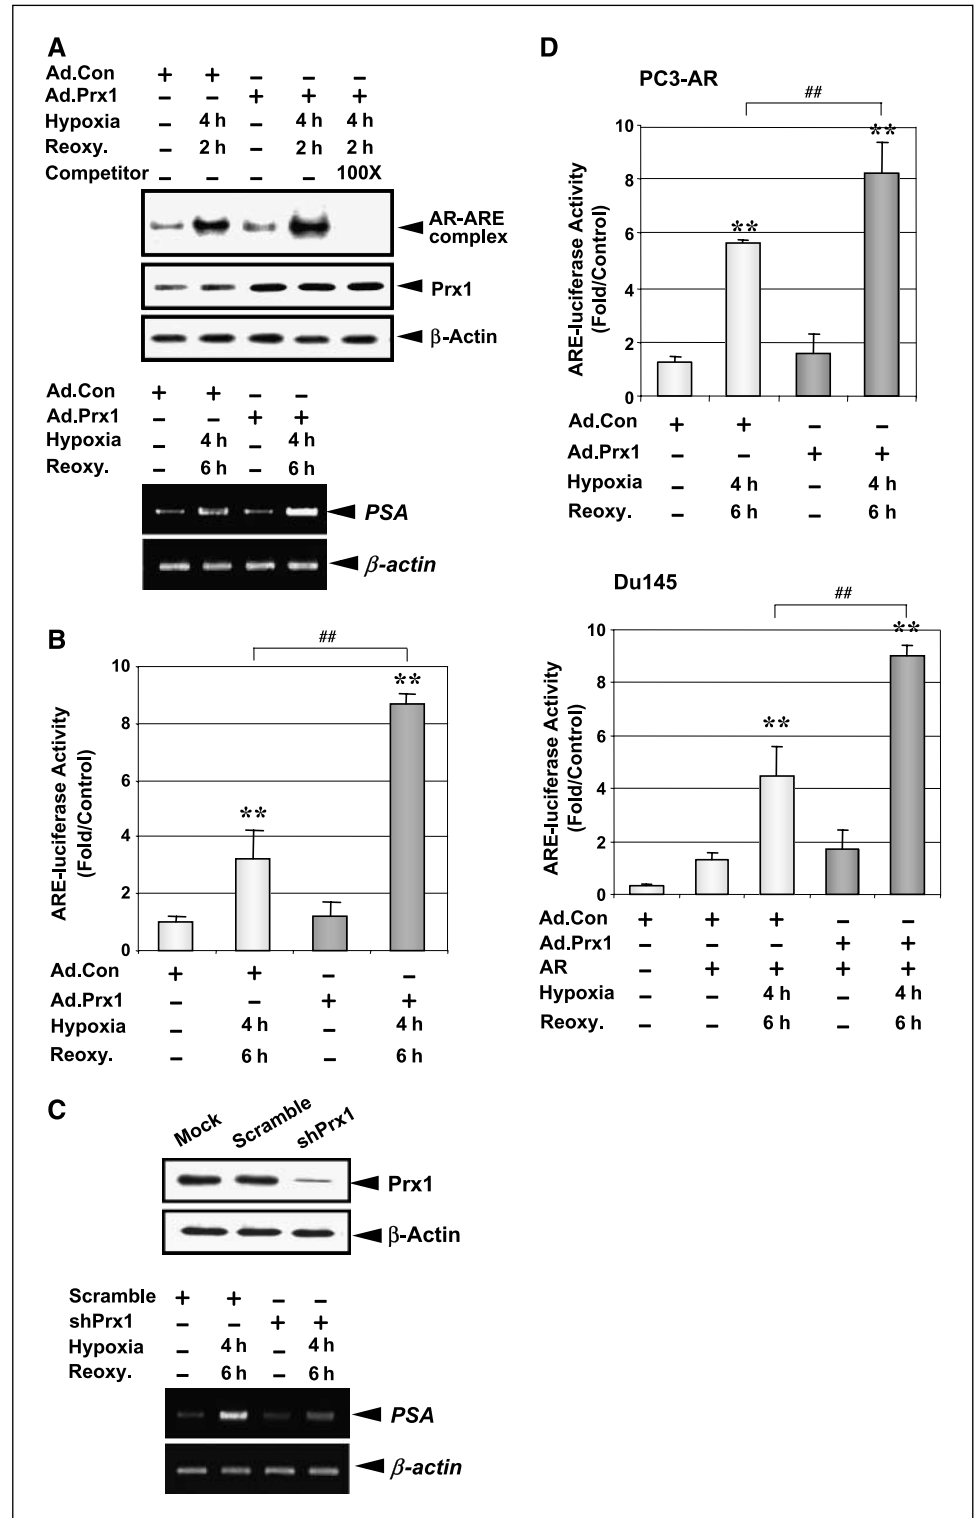 A
Ad.Con + + – – –
Ad.Prx1 – – + + +
Hypoxia – 4 h – 4 h 4 h
Reoxy. – 2 h – 2 h 2 h
Competitor – – – – 100X
AR-ARE
complex
Prx1
β-Actin
Ad.Con + + – –
Ad.Prx1 – – + +
Hypoxia – 4 h – 4 h
Reoxy. – 6 h – 6 h
PSA
β-actin
B
##
ARE-luciferase Activity
(Fold/Control)
10
8
6
4
2
0
**
**
Ad.Con + + – –
Ad.Prx1 – – + +
Hypoxia – 4 h – 4 h
Reoxy. – 6 h – 6 h
C
Mock Scramble shPrx1
Prx1
β-Actin
Scramble + + – –
shPrx1 – – + +
Hypoxia – 4 h – 4 h
Reoxy. – 6 h – 6 h
PSA
β-actin
D
PC3-AR
##
ARE-luciferase Activity
(Fold/Control)
10
8
6
4
2
0
**
**
Ad.Con + + – –
Ad.Prx1 – – + +
Hypoxia – 4 h – 4 h
Reoxy. – 6 h – 6 h
Du145
##
ARE-luciferase Activity
(Fold/Control)
10
8
6
4
2
0
**
**
Ad.Con + + + – –
Ad.Prx1 – – – + +
AR – + + + +
Hypoxia – – 4 h – 4 h
Reoxy. – – 6 h – 6 h